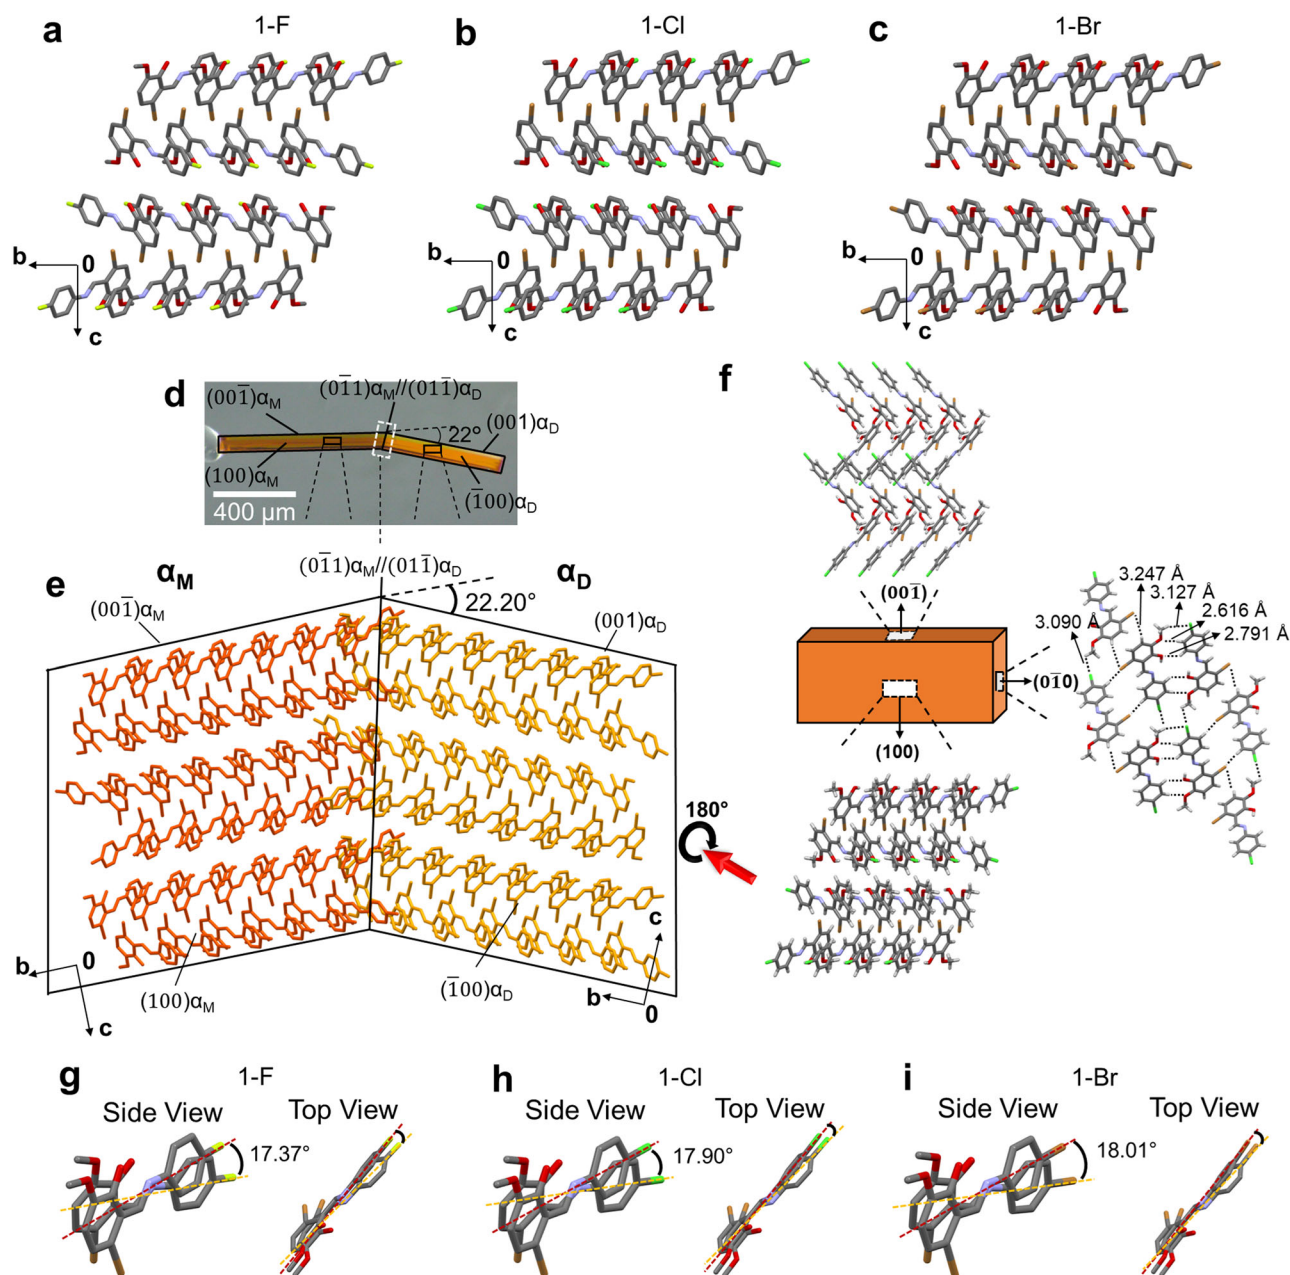 a
1-F
b
1-Cl
c
1-Br
b
0
c
b
0
c
b
0
c
d
(001̅)αM
(01̅1)αM//(011̅)αD
22°
(001)αD
(100)αM
(1̅00)αD
400 μm
e
αM
(01̅1)αM//(011̅)αD
αD
(001̅)αM
22.20°
(001)αD
b
0
c
(100)αM
(1̅00)αD
c
b
0
180°
f
(001̅)
(01̅0)
(100)
3.247 Å
3.127 Å
3.090 Å
2.616 Å
2.791 Å
g
1-F
Side View
Top View
17.37°
h
1-Cl
Side View
Top View
17.90°
i
1-Br
Side View
Top View
18.01°